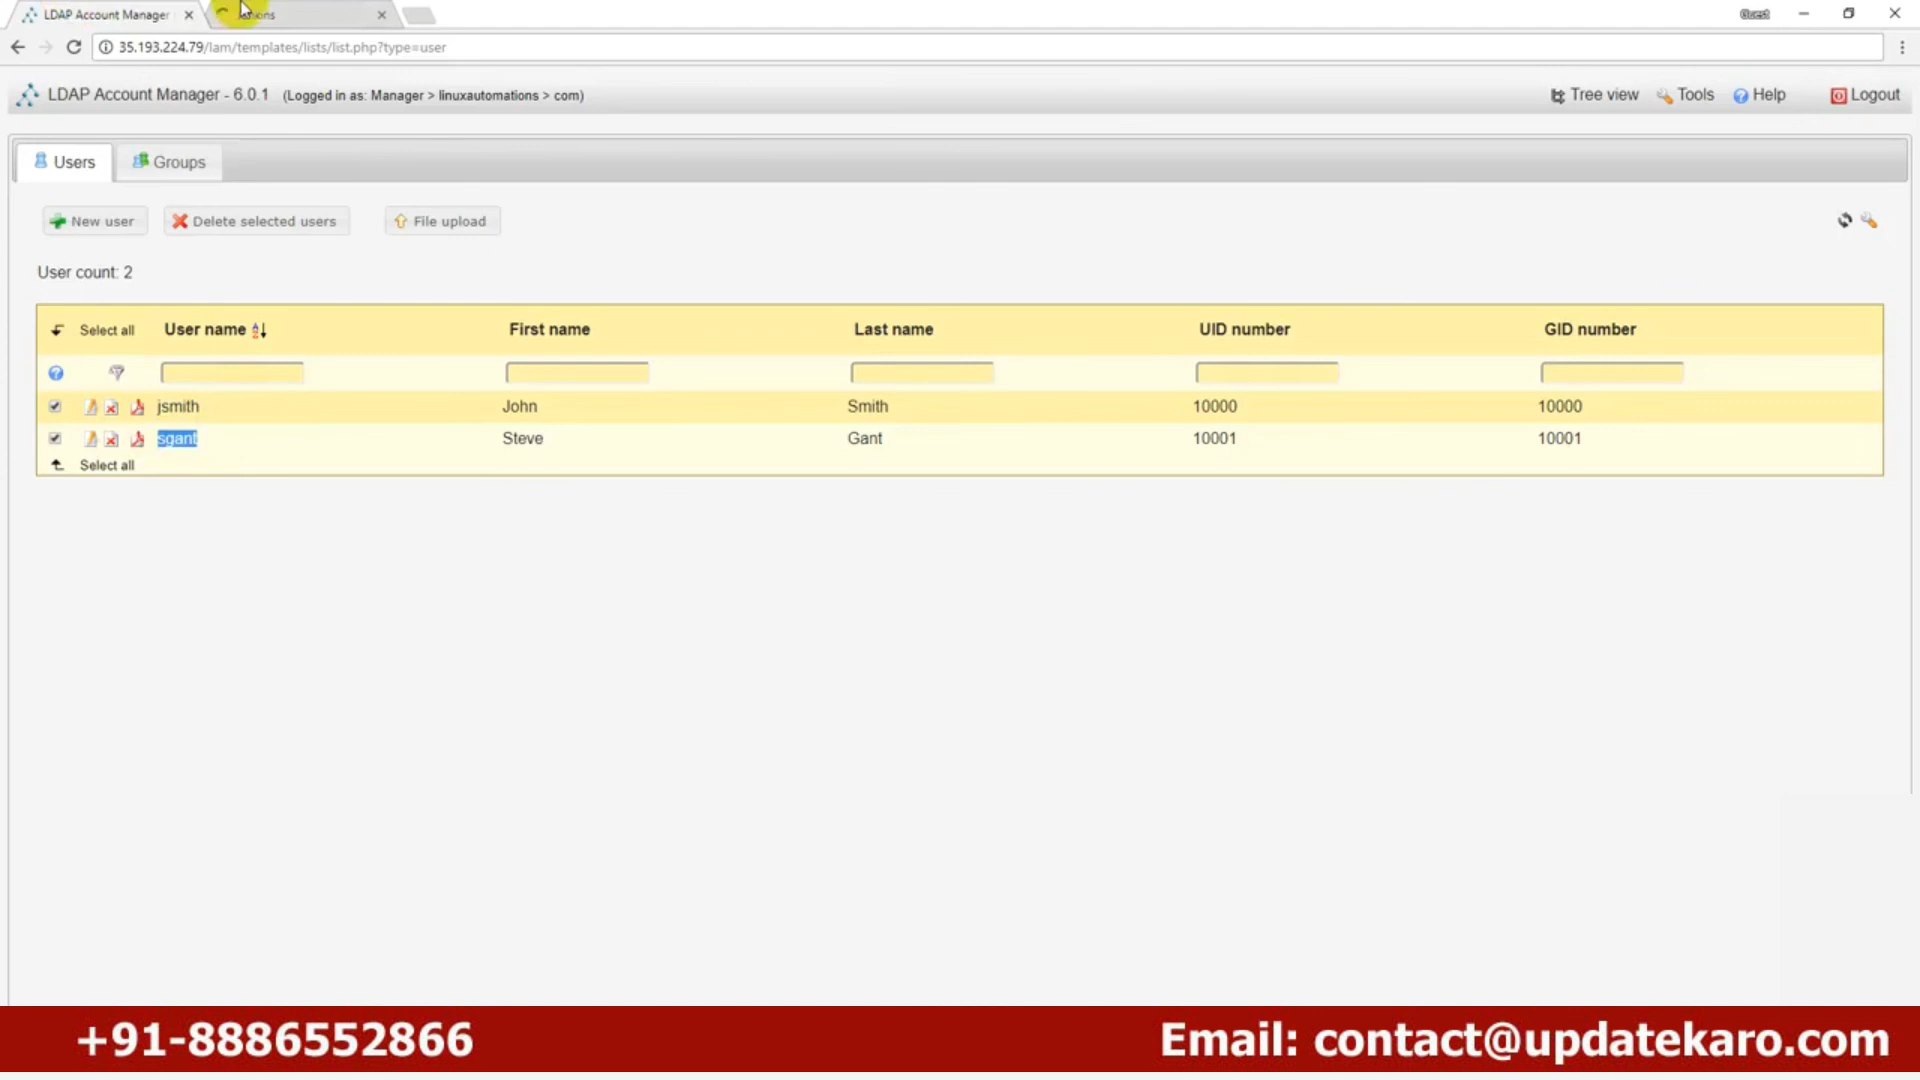 LDAP Account Manager
Guest
35.193.224.79/lam/templates/lists/list.php?type=user
LDAP Account Manager - 6.0.1 (Logged in as: Manager > linuxautomations > com)
Tree view Tools Help Logout
Users Groups
New user Delete selected users File upload
User count: 2
Select all User name First name Last name UID number GID number
jsmith John Smith 10000 10000
sgant Steve Gant 10001 10001
Select all
+91-8886552866
Email: contact@updatekaro.com